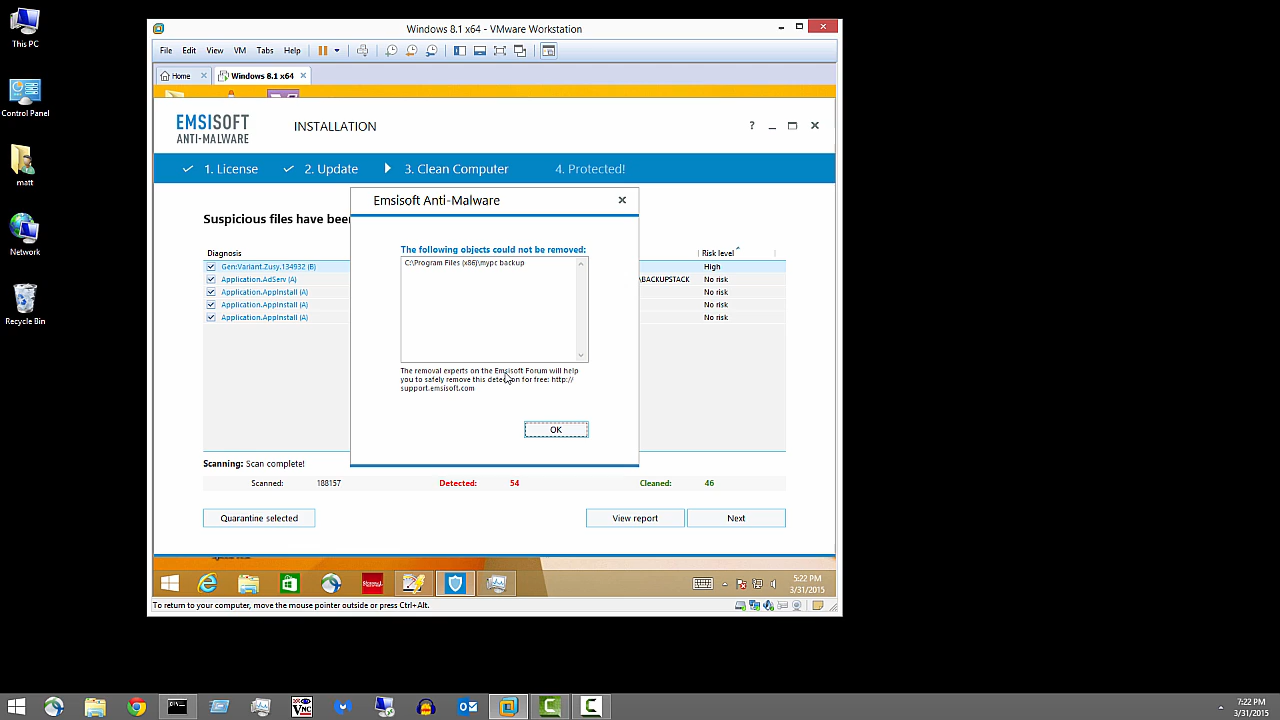 This PC
Control Panel
matt
Network
Recycle Bin
Windows 8.1 x64 - VMware Workstation
File Edit View VM Tabs Help
Home
Windows 8.1 x64
EMSISOFT
ANTI-MALWARE
INSTALLATION
?
1. License
2. Update
3. Clean Computer
4. Protected!
Suspicious files have bee
Diagnosis
Risk level
Gen:Variant.Zusy.134932 (B)
High
Application.AdServ (A)
\BACKUPSTACK
No risk
Application.AppInstall (A)
No risk
Application.AppInstall (A)
No risk
Application.AppInstall (A)
No risk
Emsisoft Anti-Malware
The following objects could not be removed:
C:\Program Files (x86)\mypc backup
The removal experts on the Emsisoft Forum will help
you to safely remove this detection for free: http://
support.emsisoft.com
OK
Scanning: Scan complete!
Scanned: 188157
Detected: 54
Cleaned: 46
Quarantine selected
View report
Next
5:22 PM
3/31/2015
To return to your computer, move the mouse pointer outside or press Ctrl+Alt.
7:22 PM
3/31/2015